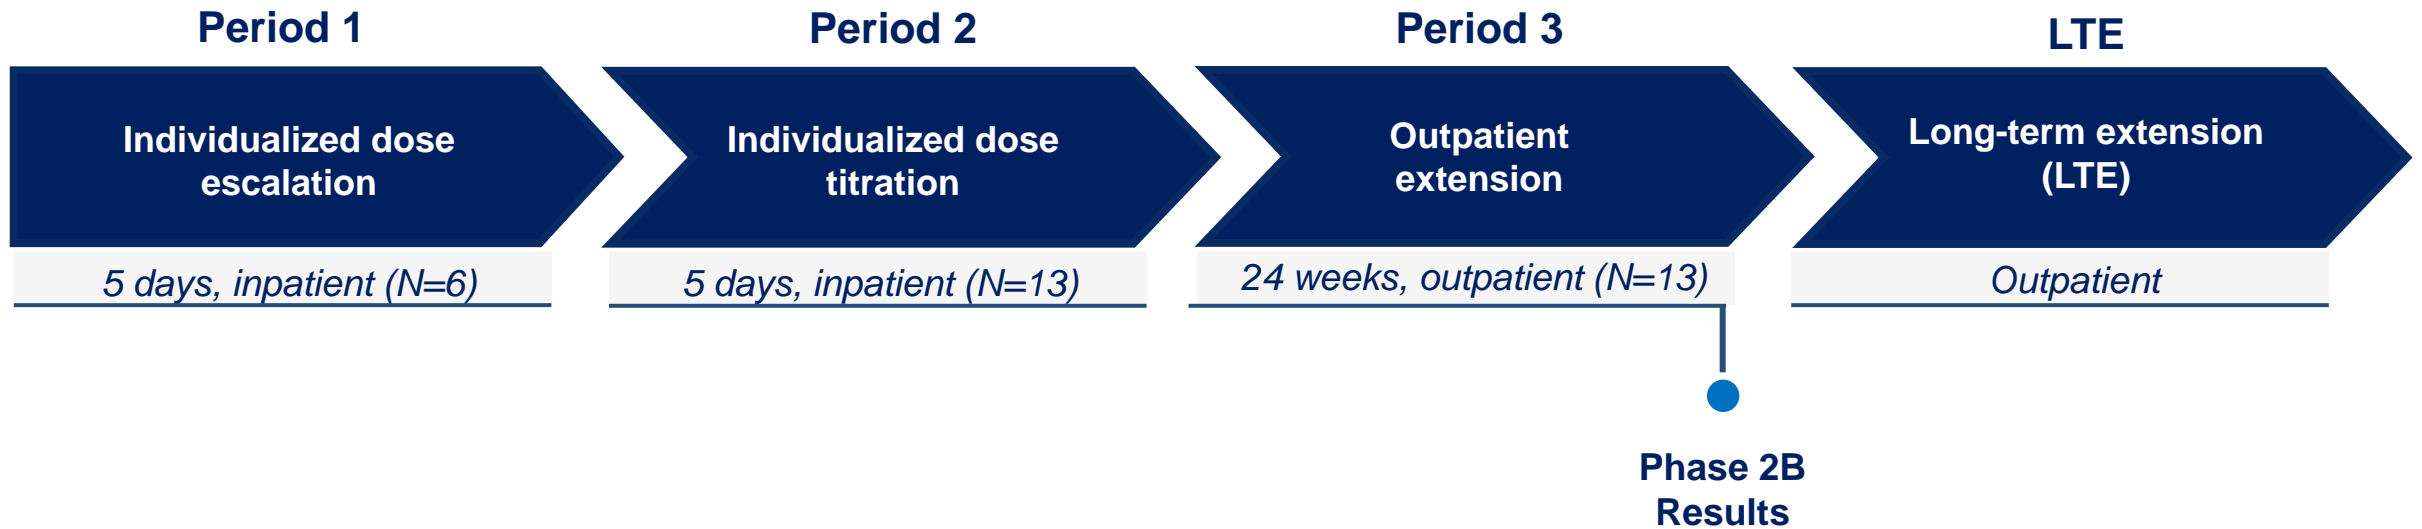 Period 1
Period 2
Period 3
LTE
Individualized dose
escalation
Individualized dose
titration
Outpatient
extension
Long-term extension
(LTE)
5 days, inpatient (N=6)
5 days, inpatient (N=13)
24 weeks, outpatient (N=13)
Outpatient
Phase 2B
Results